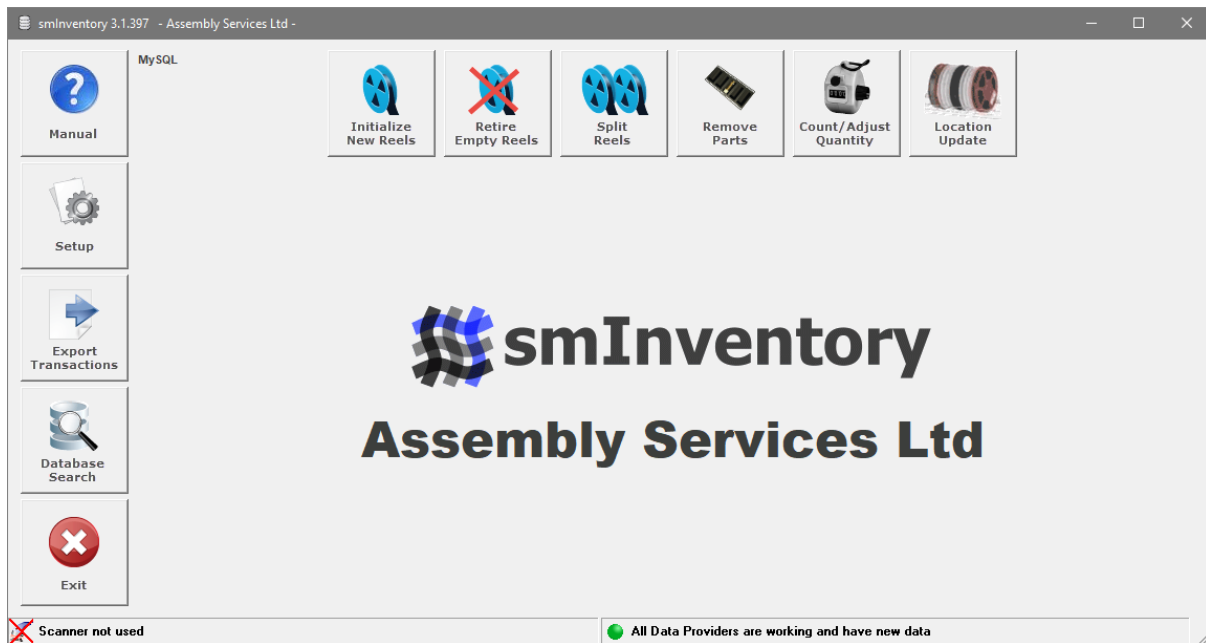 smInventory 3.1.397 - Assembly Services Ltd -
MySQL
Manual
Initialize
New Reels
Retire
Empty Reels
Split
Reels
Remove
Parts
Count/Adjust
Quantity
Location
Update
Setup
Export
Transactions
Database
Search
Exit
smInventory
Assembly Services Ltd
Scanner not used
All Data Providers are working and have new data